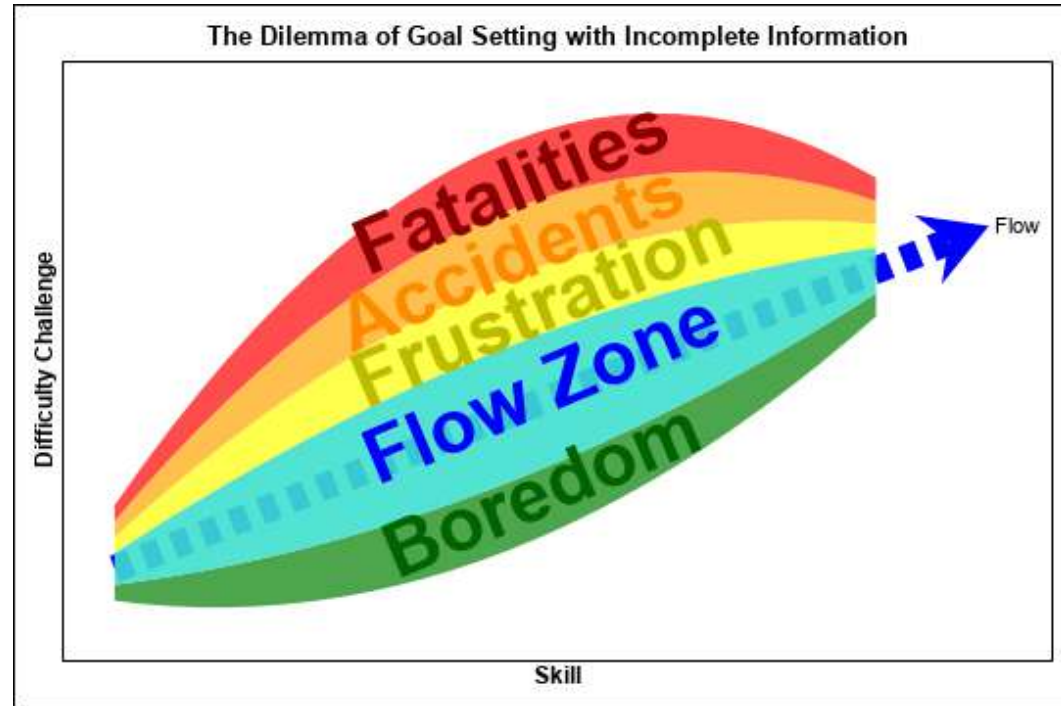 The Dilemma of Goal Setting with Incomplete Information
Fatalities
Accidents
Frustration
Flow Zone
Boredom
Flow
Difficulty Challenge
Skill